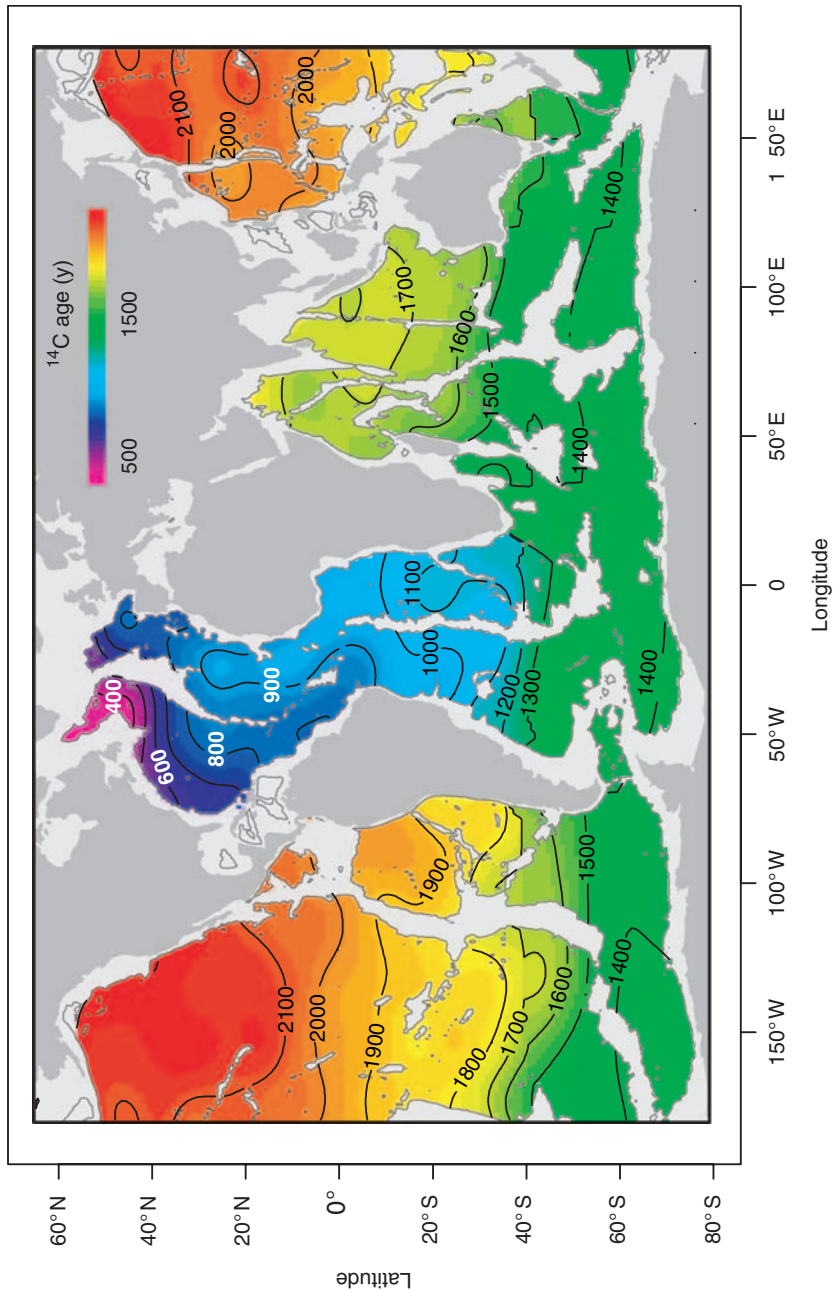 2100
2000
2000
¹⁴C age (y)
500
1500
400
600
800
900
1000
1100
1200
1300
1400
1400
1400
1500
1600
1700
2100
2000
1900
1800
1700
1600
1900
1500
1400
60°N
40°N
20°N
0°
20°S
40°S
60°S
80°S
Latitude
150°W
100°W
50°W
0
50°E
100°E
1 50°E
Longitude